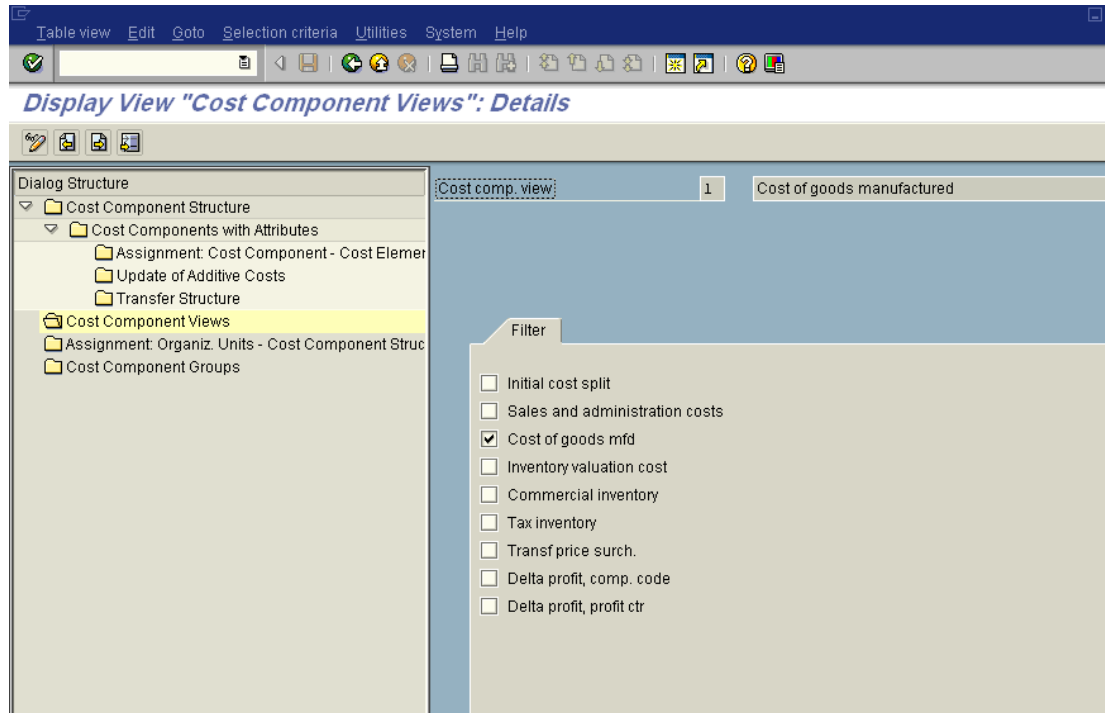 Table view Edit Goto Selection criteria Utilities System Help
Display View "Cost Component Views": Details
Dialog Structure
Cost Component Structure
Cost Components with Attributes
Assignment: Cost Component - Cost Elemer
Update of Additive Costs
Transfer Structure
Cost Component Views
Assignment: Organiz. Units - Cost Component Struc
Cost Component Groups
Cost comp. view 1 Cost of goods manufactured
Filter
Initial cost split
Sales and administration costs
Cost of goods mfd
Inventory valuation cost
Commercial inventory
Tax inventory
Transf price surch.
Delta profit, comp. code
Delta profit, profit ctr